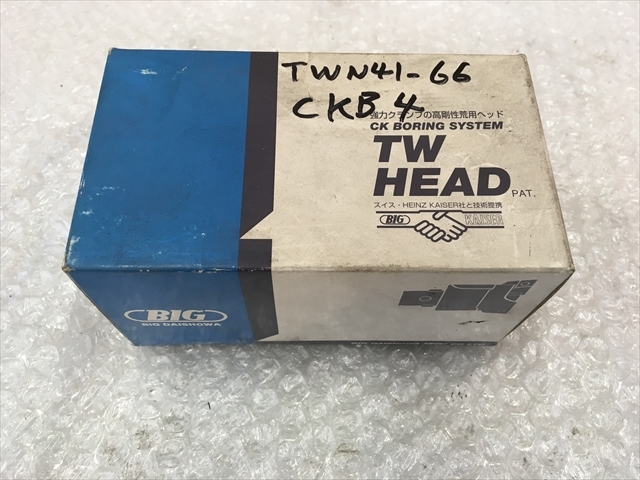 TWN41-66
CKB4
強力クランプの高剛性荒用ヘッド
CK BORING SYSTEM
TW
HEAD PAT.
スイス・HEINZ KAISER社と技術提携
BIG KAISER
BIG
BIG DAISHOWA